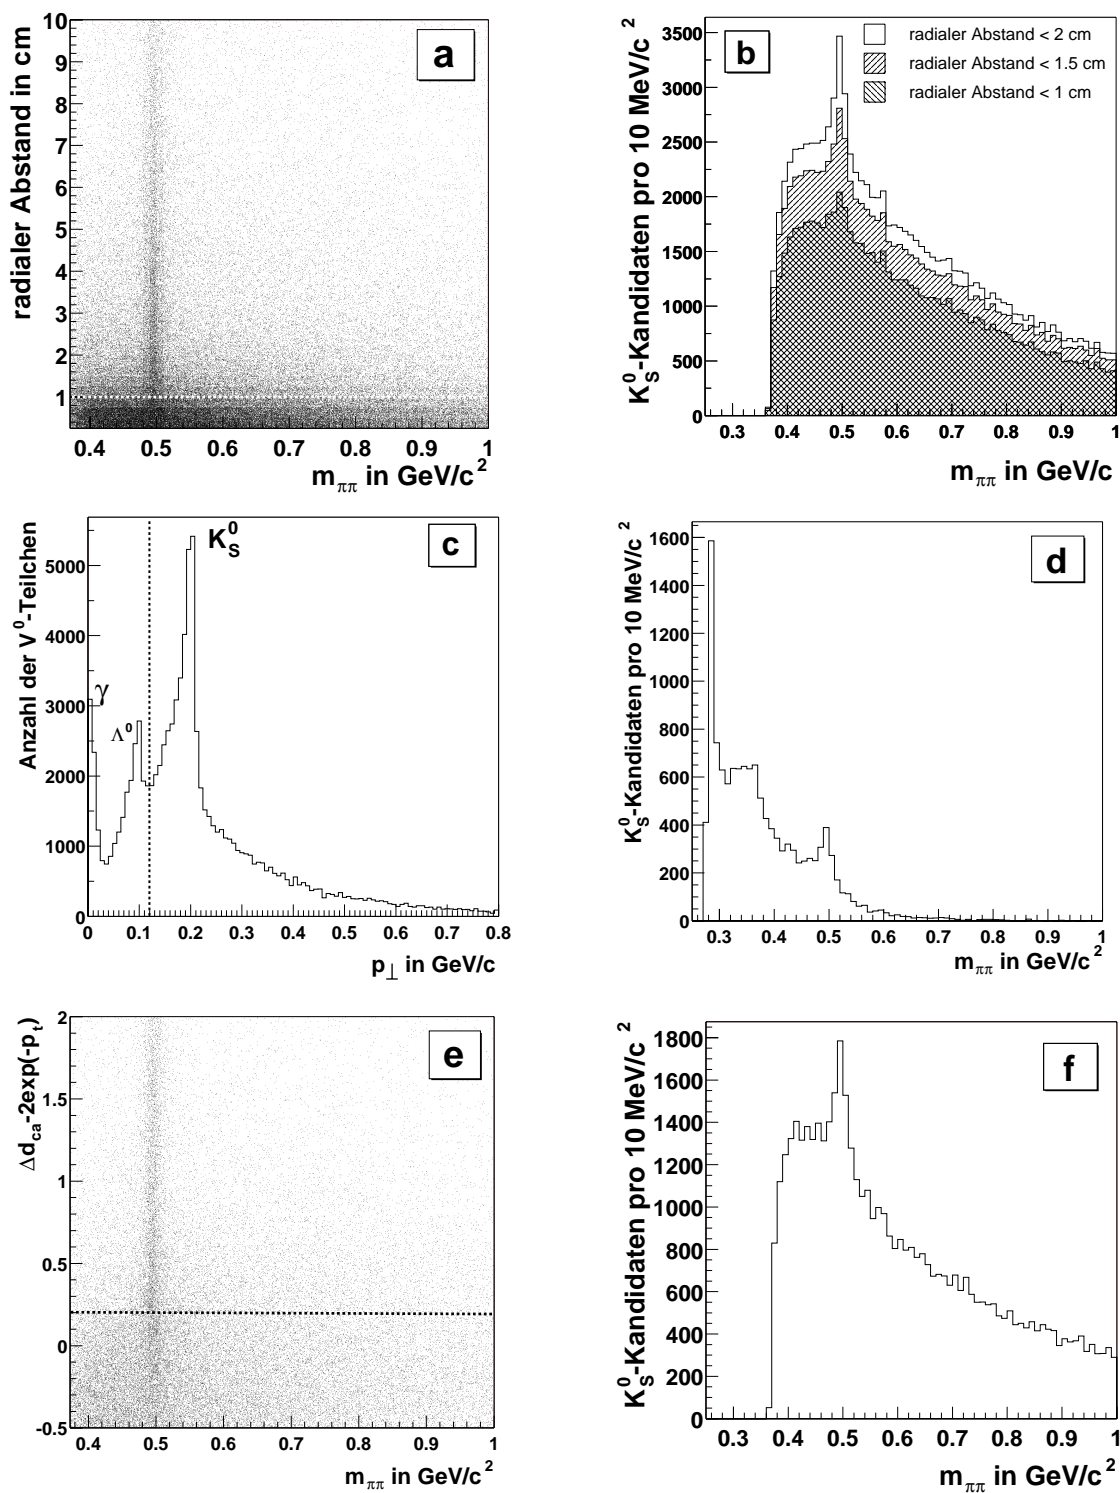 a
radialer Abstand in cm
10
9
8
7
6
5
4
3
2
1
0.4 0.5 0.6 0.7 0.8 0.9 1
m_ππ in GeV/c²
b
radialer Abstand < 2 cm
radialer Abstand < 1.5 cm
radialer Abstand < 1 cm
K⁰_S-Kandidaten pro 10 MeV/c²
3500
3000
2500
2000
1500
1000
500
0
0.3 0.4 0.5 0.6 0.7 0.8 0.9 1
m_ππ in GeV/c
c
Anzahl der V⁰-Teilchen
5000
4000
3000
2000
1000
0
γ
Λ⁰
K⁰_S
0 0.1 0.2 0.3 0.4 0.5 0.6 0.7 0.8
p_⊥ in GeV/c
d
K⁰_S-Kandidaten pro 10 MeV/c²
1600
1400
1200
1000
800
600
400
200
0
0.3 0.4 0.5 0.6 0.7 0.8 0.9 1
m_ππ in GeV/c²
e
Δd_ca-2exp(-p_t)
2
1.5
1
0.5
0
-0.5
0.4 0.5 0.6 0.7 0.8 0.9 1
m_ππ in GeV/c²
f
K⁰_S-Kandidaten pro 10 MeV/c²
1800
1600
1400
1200
1000
800
600
400
200
0
0.3 0.4 0.5 0.6 0.7 0.8 0.9 1
m_ππ in GeV/c²